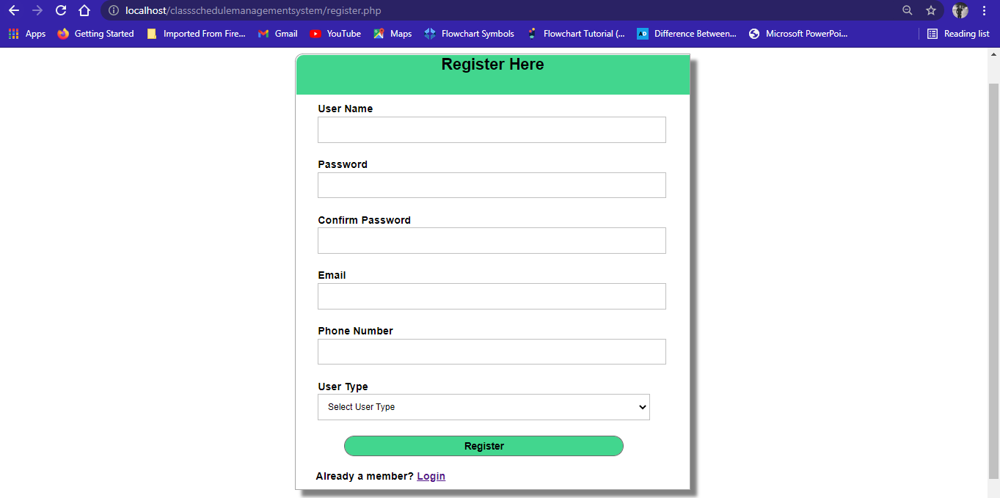 localhost/classschedulemanagementsystem/register.php
Apps Getting Started Imported From Fire... Gmail YouTube Maps Flowchart Symbols Flowchart Tutorial (... AD Difference Between... Microsoft PowerPoi... Reading list
Register Here
User Name
Password
Confirm Password
Email
Phone Number
User Type
Select User Type
Register
Already a member? Login